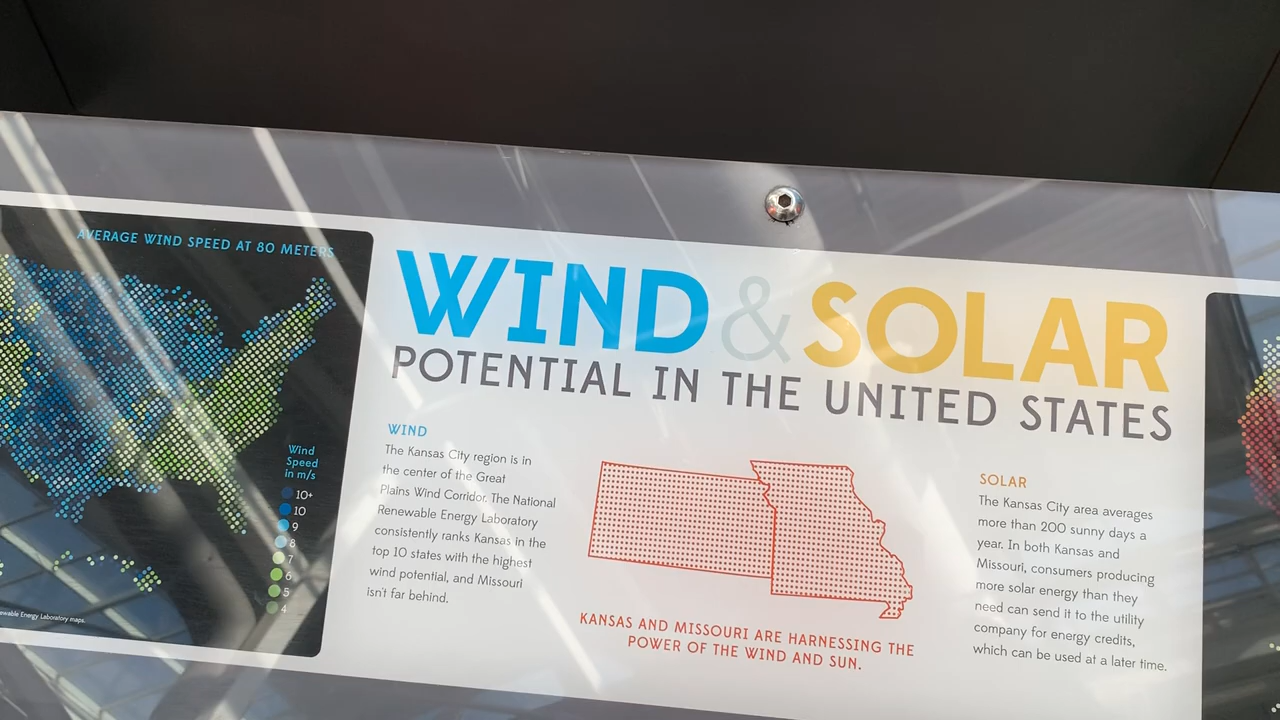 AVERAGE WIND SPEED AT 80 METERS
Wind
Speed
in m/s
10+
10
9
8
7
6
5
4
ewable Energy Laboratory maps.
WIND & SOLAR
POTENTIAL IN THE UNITED STATES
WIND
The Kansas City region is in
the center of the Great
Plains Wind Corridor. The National
Renewable Energy Laboratory
consistently ranks Kansas in the
top 10 states with the highest
wind potential, and Missouri
isn't far behind.
KANSAS AND MISSOURI ARE HARNESSING THE
POWER OF THE WIND AND SUN.
SOLAR
The Kansas City area averages
more than 200 sunny days a
year. In both Kansas and
Missouri, consumers producing
more solar energy than they
need can send it to the utility
company for energy credits,
which can be used at a later time.